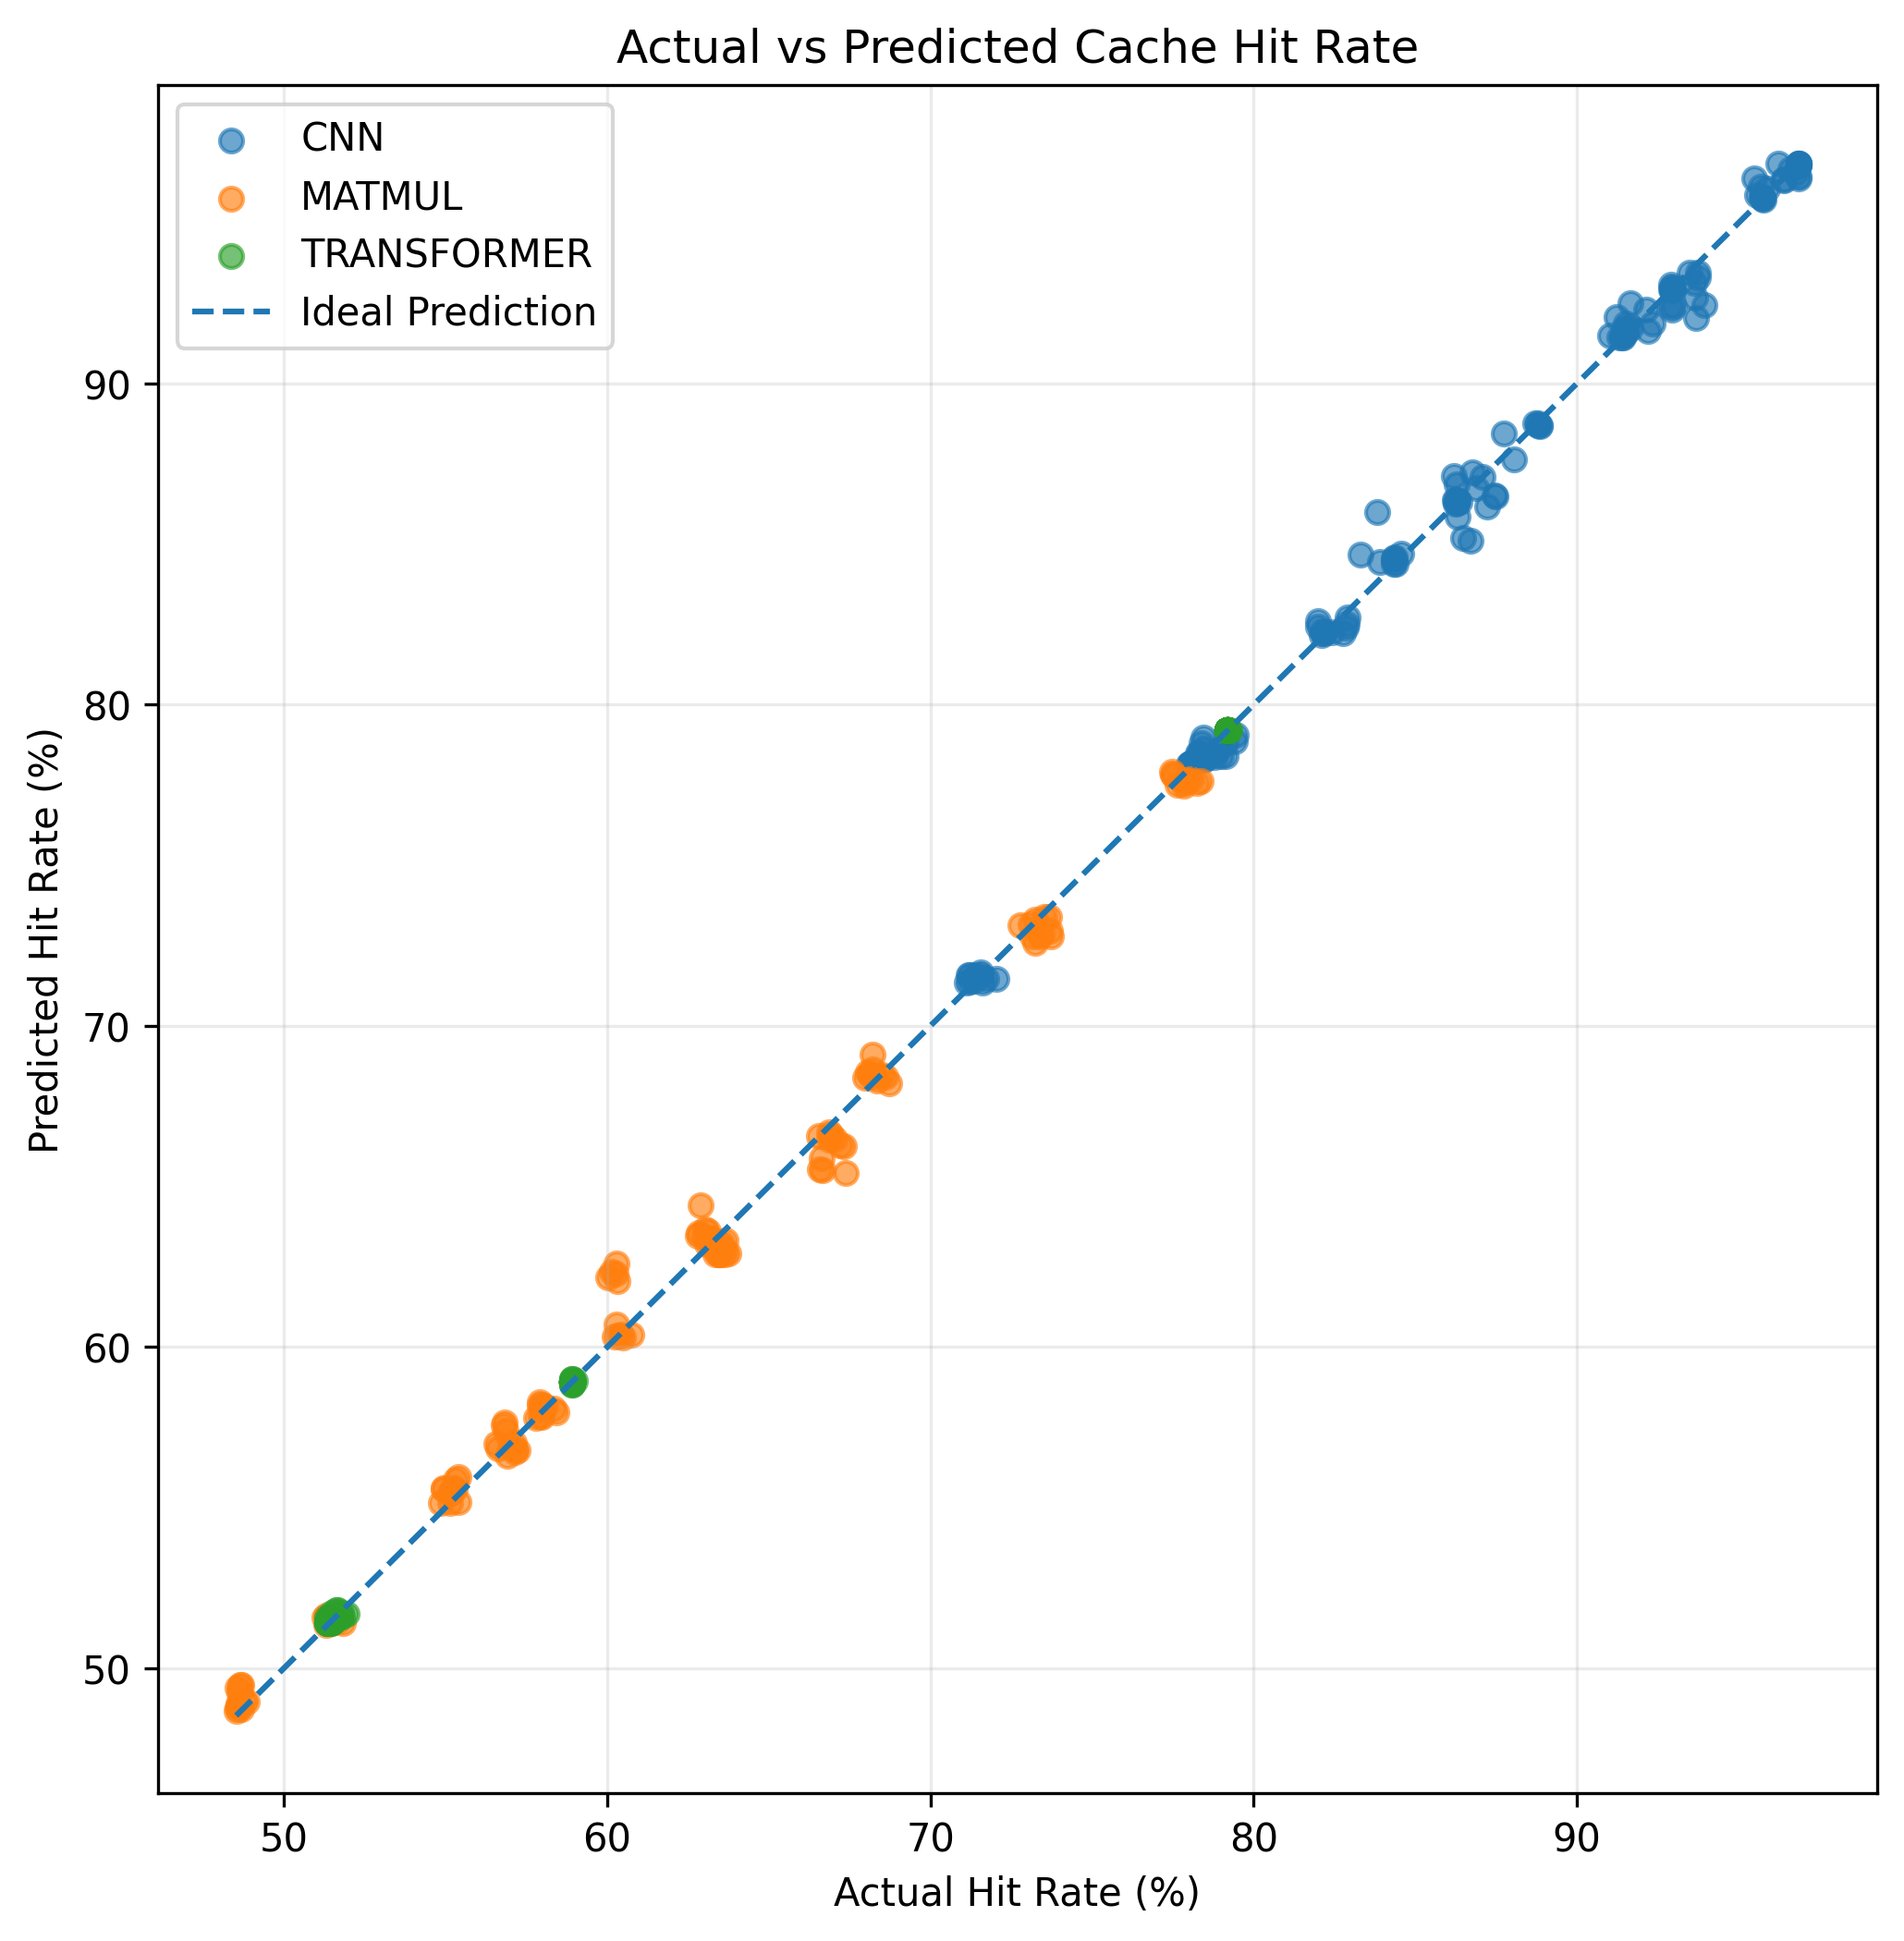 Actual vs Predicted Cache Hit Rate
CNN
MATMUL
TRANSFORMER
Ideal Prediction
Predicted Hit Rate (%)
90
80
70
60
50
50 60 70 80 90
Actual Hit Rate (%)